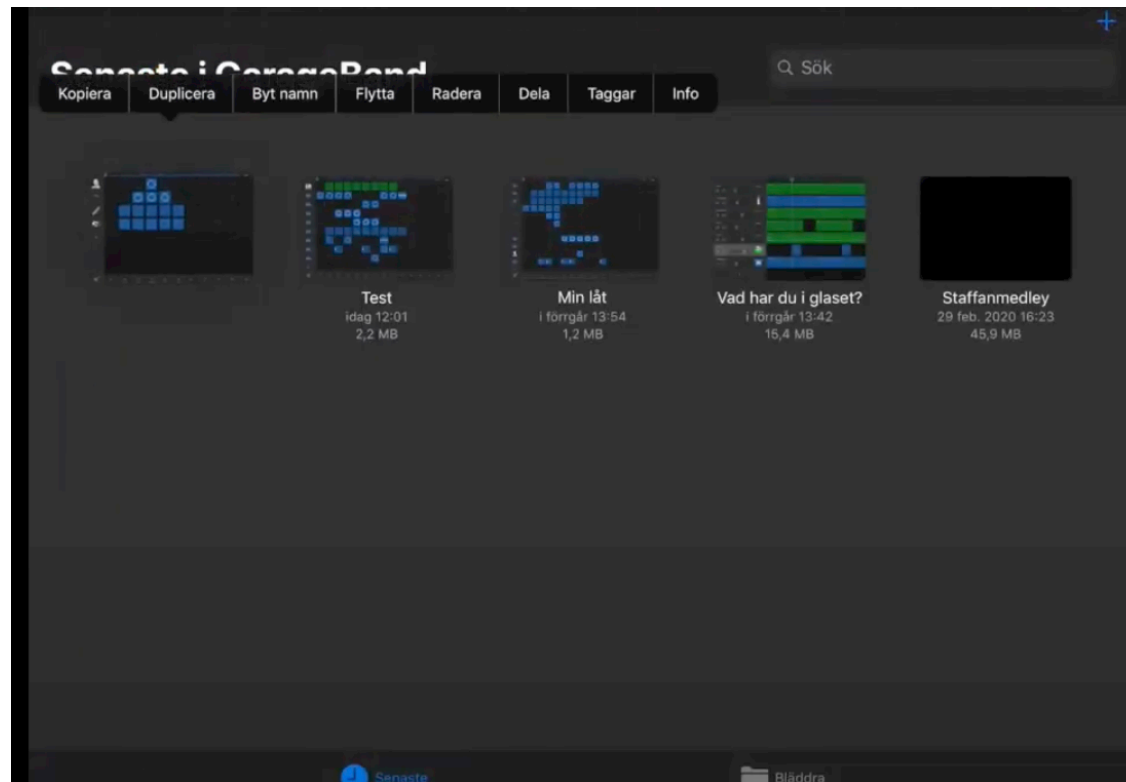 Senaste i GarageBand
Sök
Kopiera Duplicera Byt namn Flytta Radera Dela Taggar Info
Test
idag 12:01
2,2 MB
Min låt
i förrgår 13:54
1,2 MB
Vad har du i glaset?
i förrgår 13:42
15,4 MB
Staffanmedley
29 feb. 2020 16:23
45,9 MB
Senaste
Bläddra